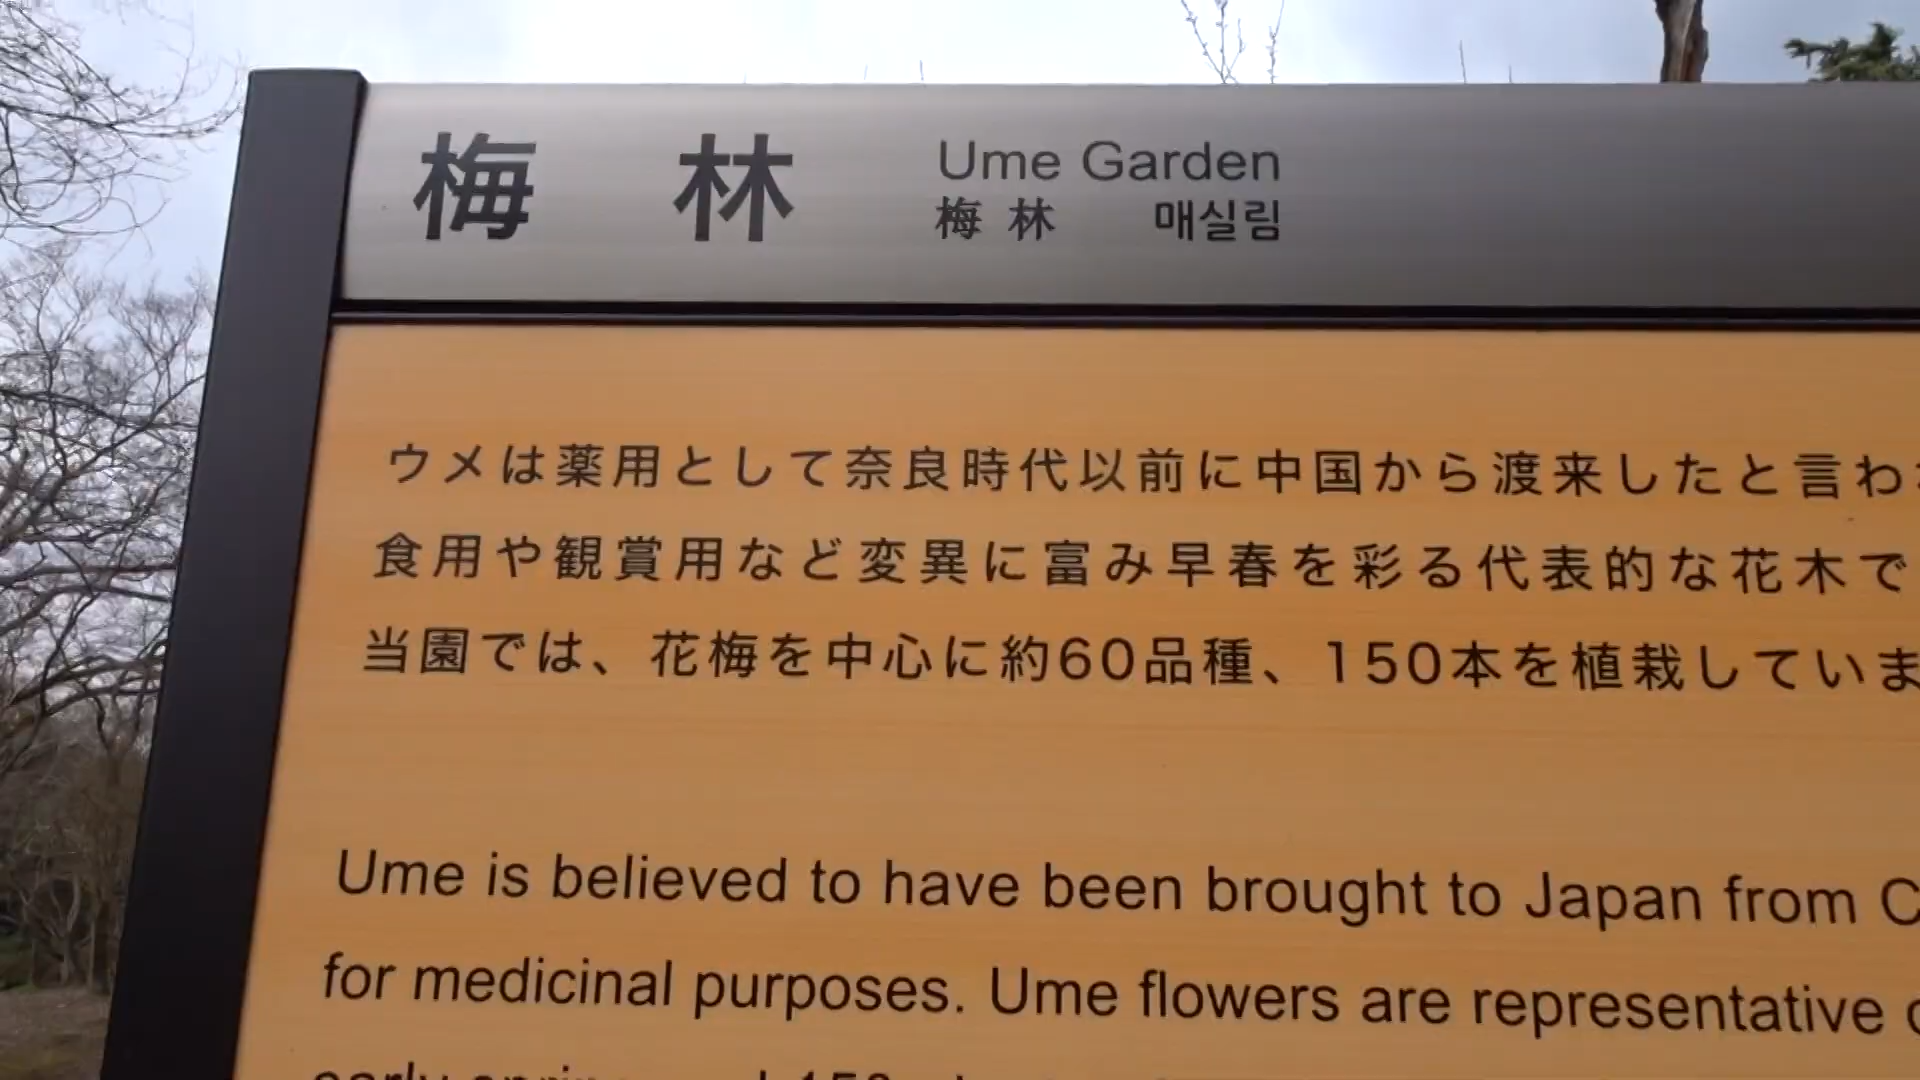 梅 林
Ume Garden
梅 林 매실림
ウメは薬用として奈良時代以前に中国から渡来したと言わ
食用や観賞用など変異に富み早春を彩る代表的な花木で
当園では、花梅を中心に約60品種、150本を植栽していま
Ume is believed to have been brought to Japan from C
for medicinal purposes. Ume flowers are representative
early